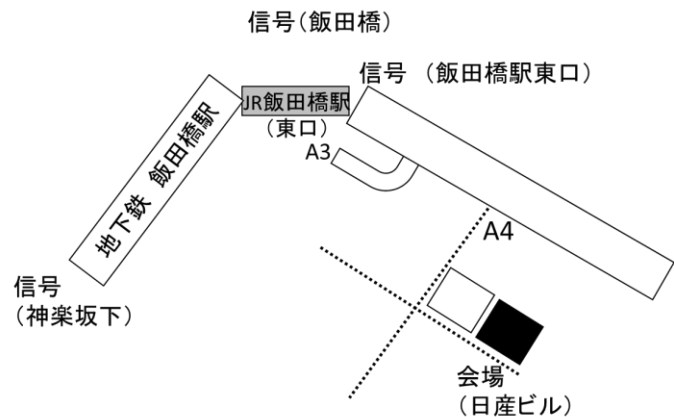 信号(飯田橋)
信号 (飯田橋駅東口)
JR飯田橋駅
(東口)
A3
地下鉄 飯田橋駅
A4
信号
(神楽坂下)
会場
(日産ビル)